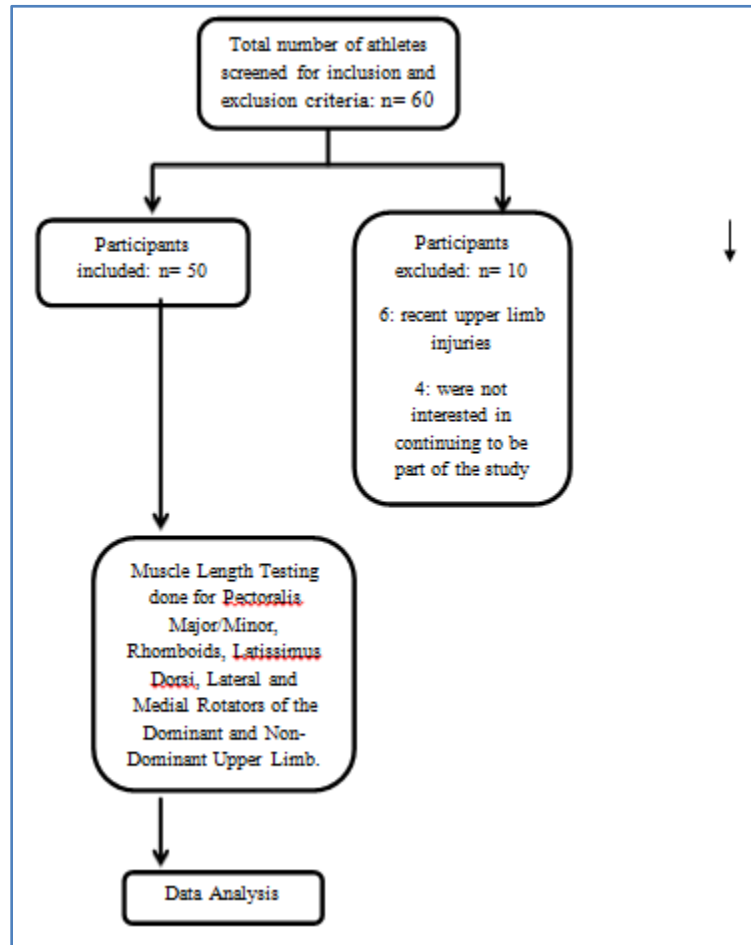 Total number of athletes
screened for inclusion and
exclusion criteria: n= 60
Participants
included: n= 50
Participants
excluded: n= 10
6: recent upper limb
injuries
4: were not
interested in
continuing to be
part of the study
Muscle Length Testing
done for Pectoralis
Major/Minor,
Rhomboids, Latissimus
Dorsi, Lateral and
Medial Rotators of the
Dominant and Non-
Dominant Upper Limb.
Data Analysis